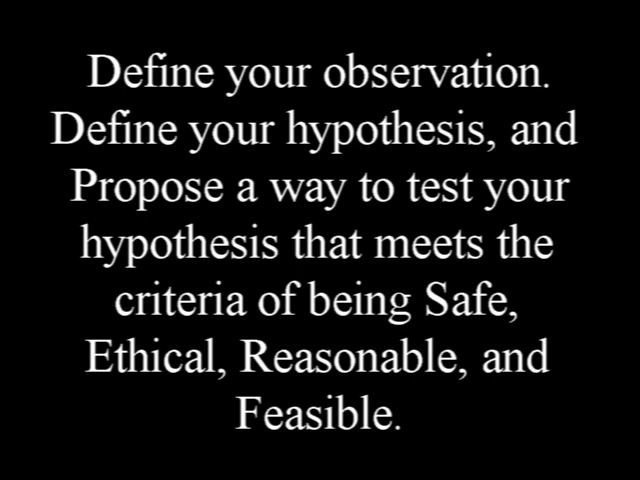 Define your observation.
Define your hypothesis, and
Propose a way to test your
hypothesis that meets the
criteria of being Safe,
Ethical, Reasonable, and
Feasible.